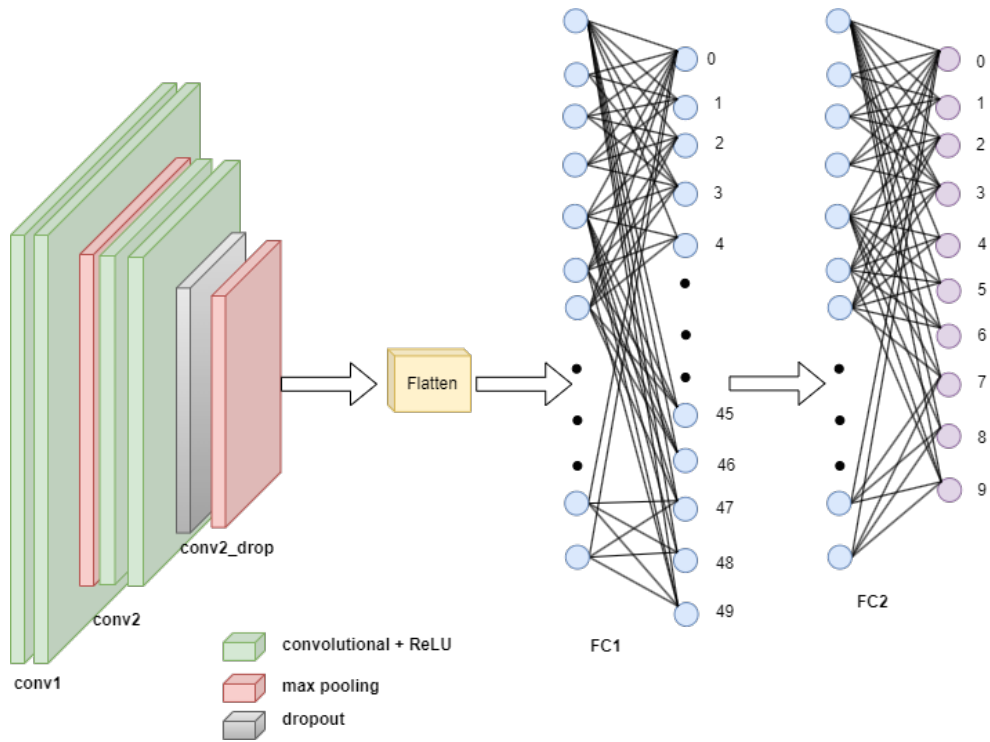 0
1
2
3
4
45
46
47
48
49
0
1
2
3
4
5
6
7
8
9
Flatten
conv2_drop
conv2
conv1
FC1
FC2
convolutional + ReLU
max pooling
dropout